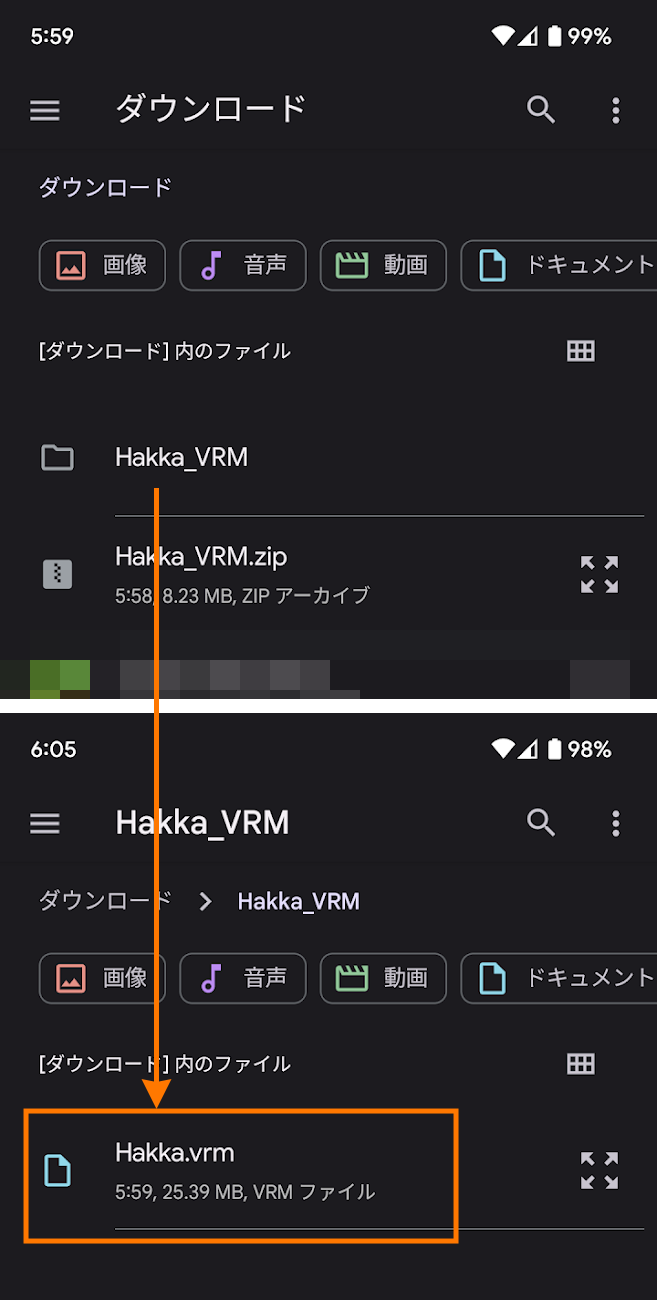 5:59 99%
ダウンロード
ダウンロード
画像 音声 動画 ドキュメント
[ダウンロード] 内のファイル
Hakka_VRM
Hakka_VRM.zip
5:58, 8.23 MB, ZIP アーカイブ
6:05 98%
Hakka_VRM
ダウンロード > Hakka_VRM
画像 音声 動画 ドキュメント
[ダウンロード] 内のファイル
Hakka.vrm
5:59, 25.39 MB, VRM ファイル